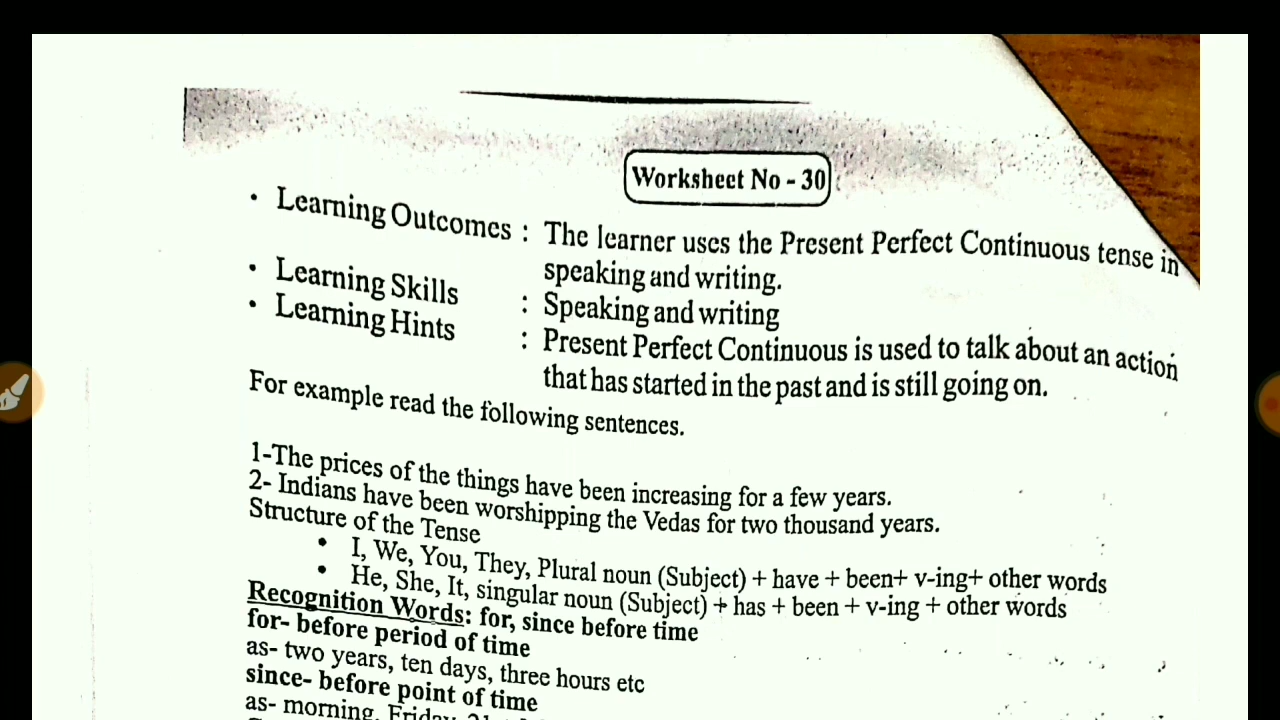 Worksheet No - 30
• Learning Outcomes : The learner uses the Present Perfect Continuous tense in
speaking and writing.
• Learning Skills : Speaking and writing
• Learning Hints : Present Perfect Continuous is used to talk about an action
that has started in the past and is still going on.
For example read the following sentences.
1-The prices of the things have been increasing for a few years.
2- Indians have been worshipping the Vedas for two thousand years.
Structure of the Tense
• I, We, You, They, Plural noun (Subject) + have + been+ v-ing+ other words
• He, She, It, singular noun (Subject) + has + been + v-ing + other words
Recognition Words: for, since before time
for- before period of time
as- two years, ten days, three hours etc
since- before point of time
as- morning, Friday,